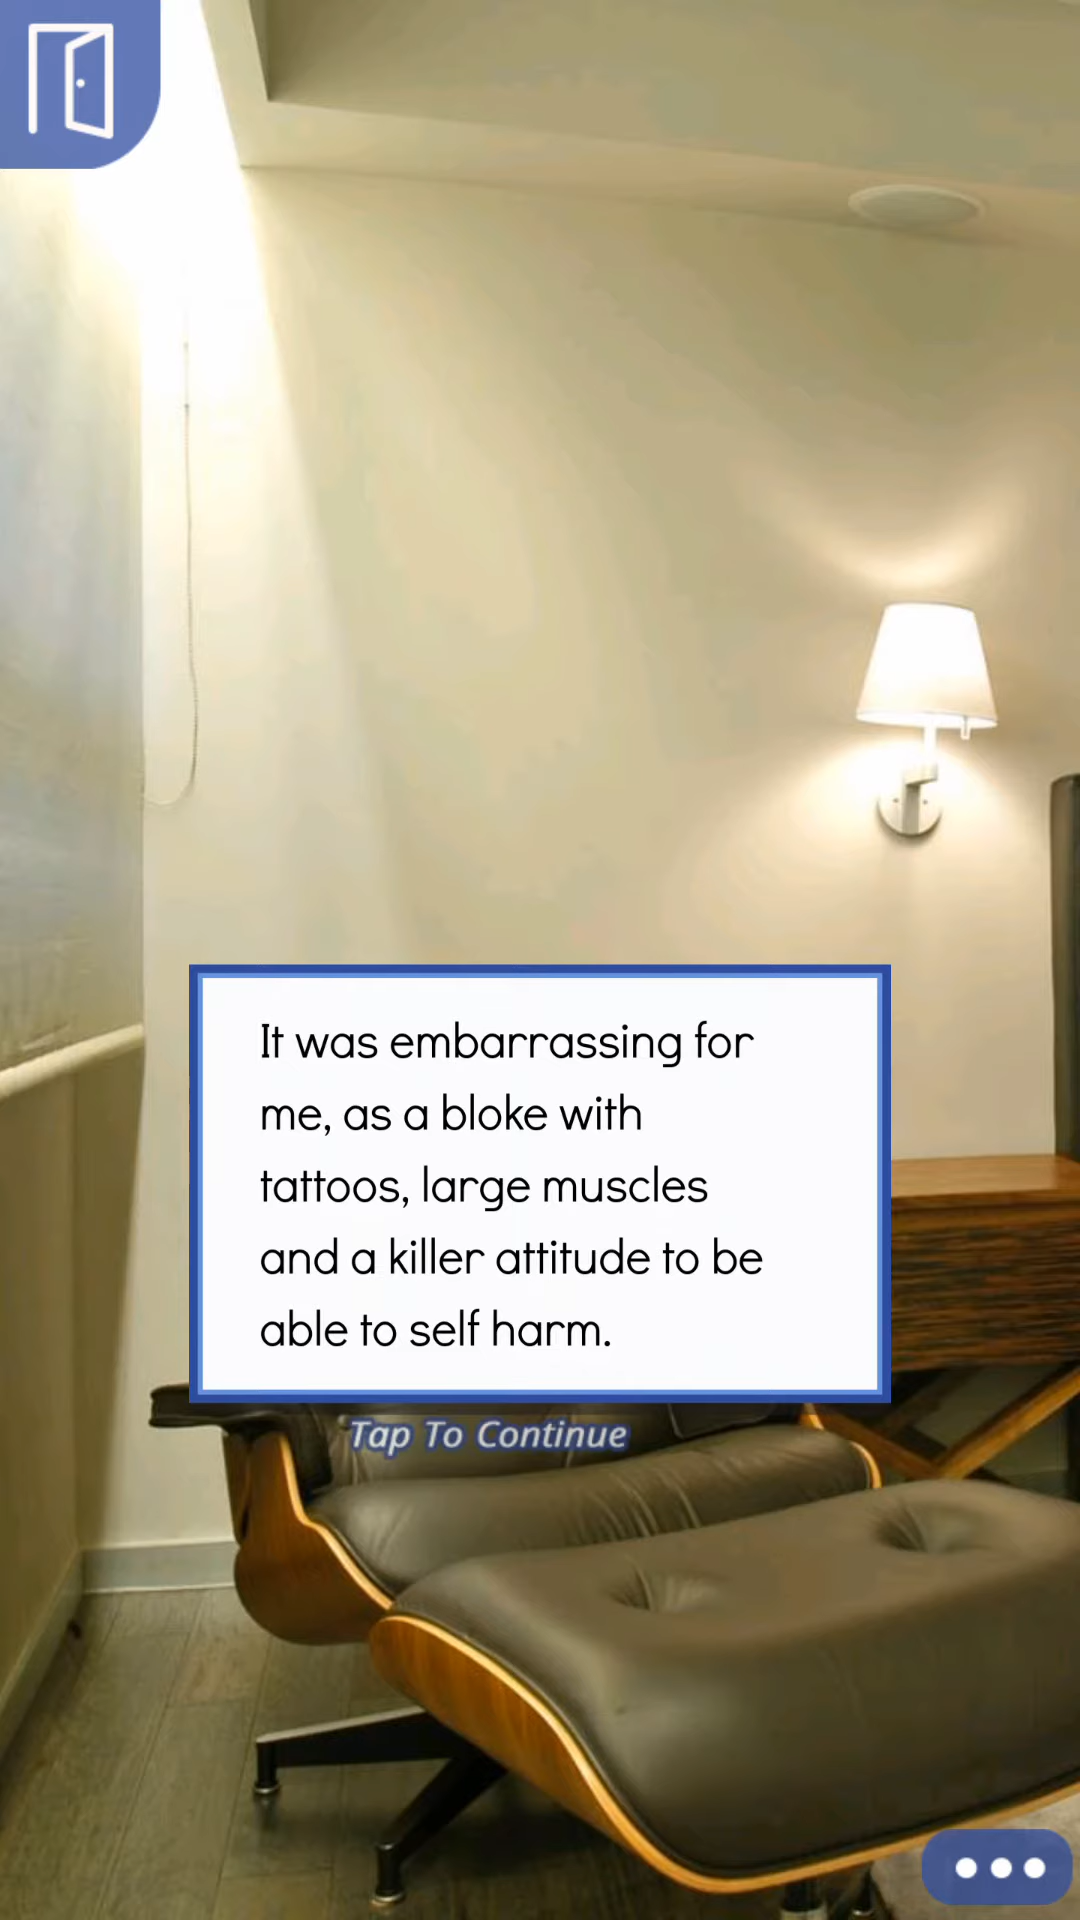 It was embarrassing for
me, as a bloke with
tattoos, large muscles
and a killer attitude to be
able to self harm.
Tap To Continue